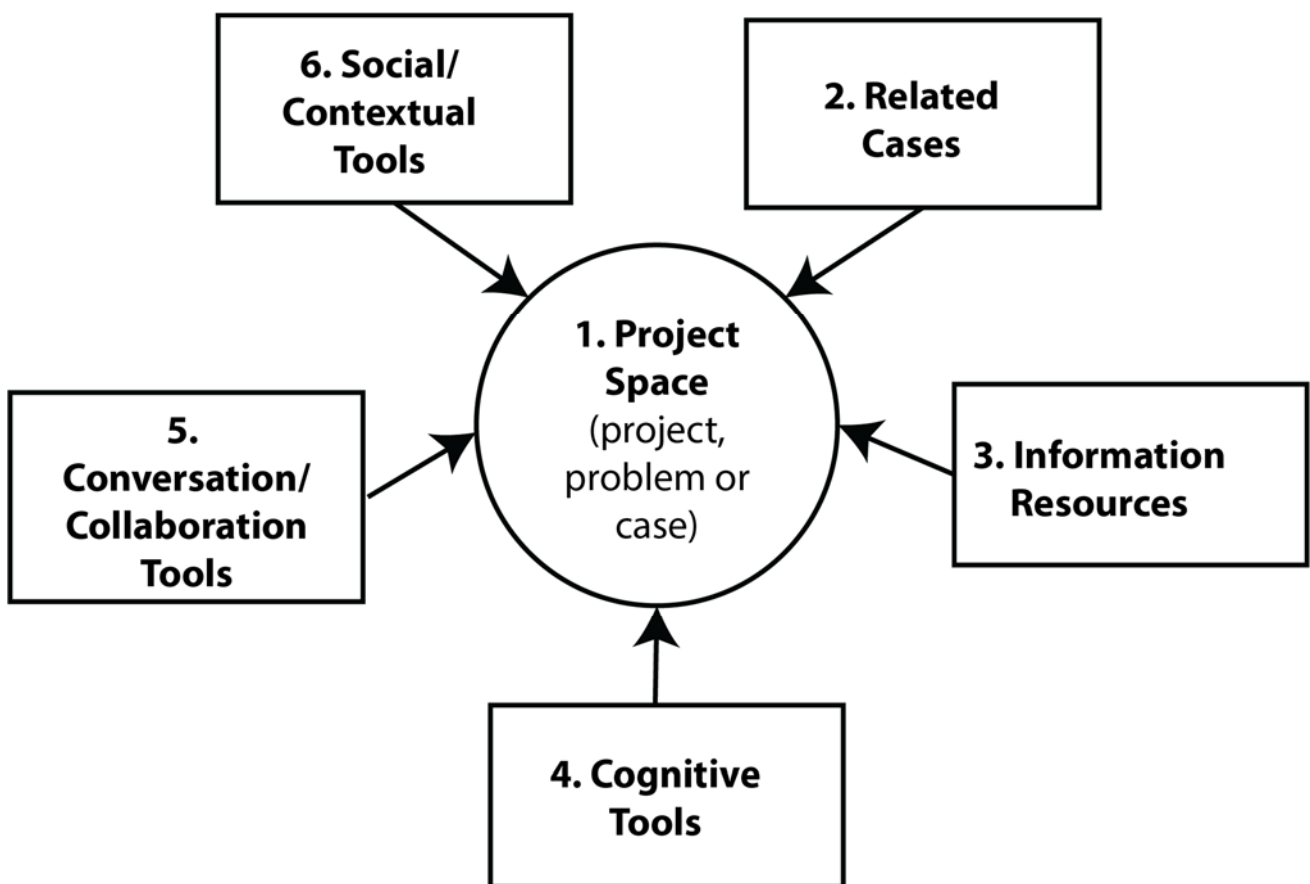 6. Social/
Contextual
Tools
2. Related
Cases
1. Project
Space
(project,
problem or
case)
5.
Conversation/
Collaboration
Tools
3. Information
Resources
4. Cognitive
Tools